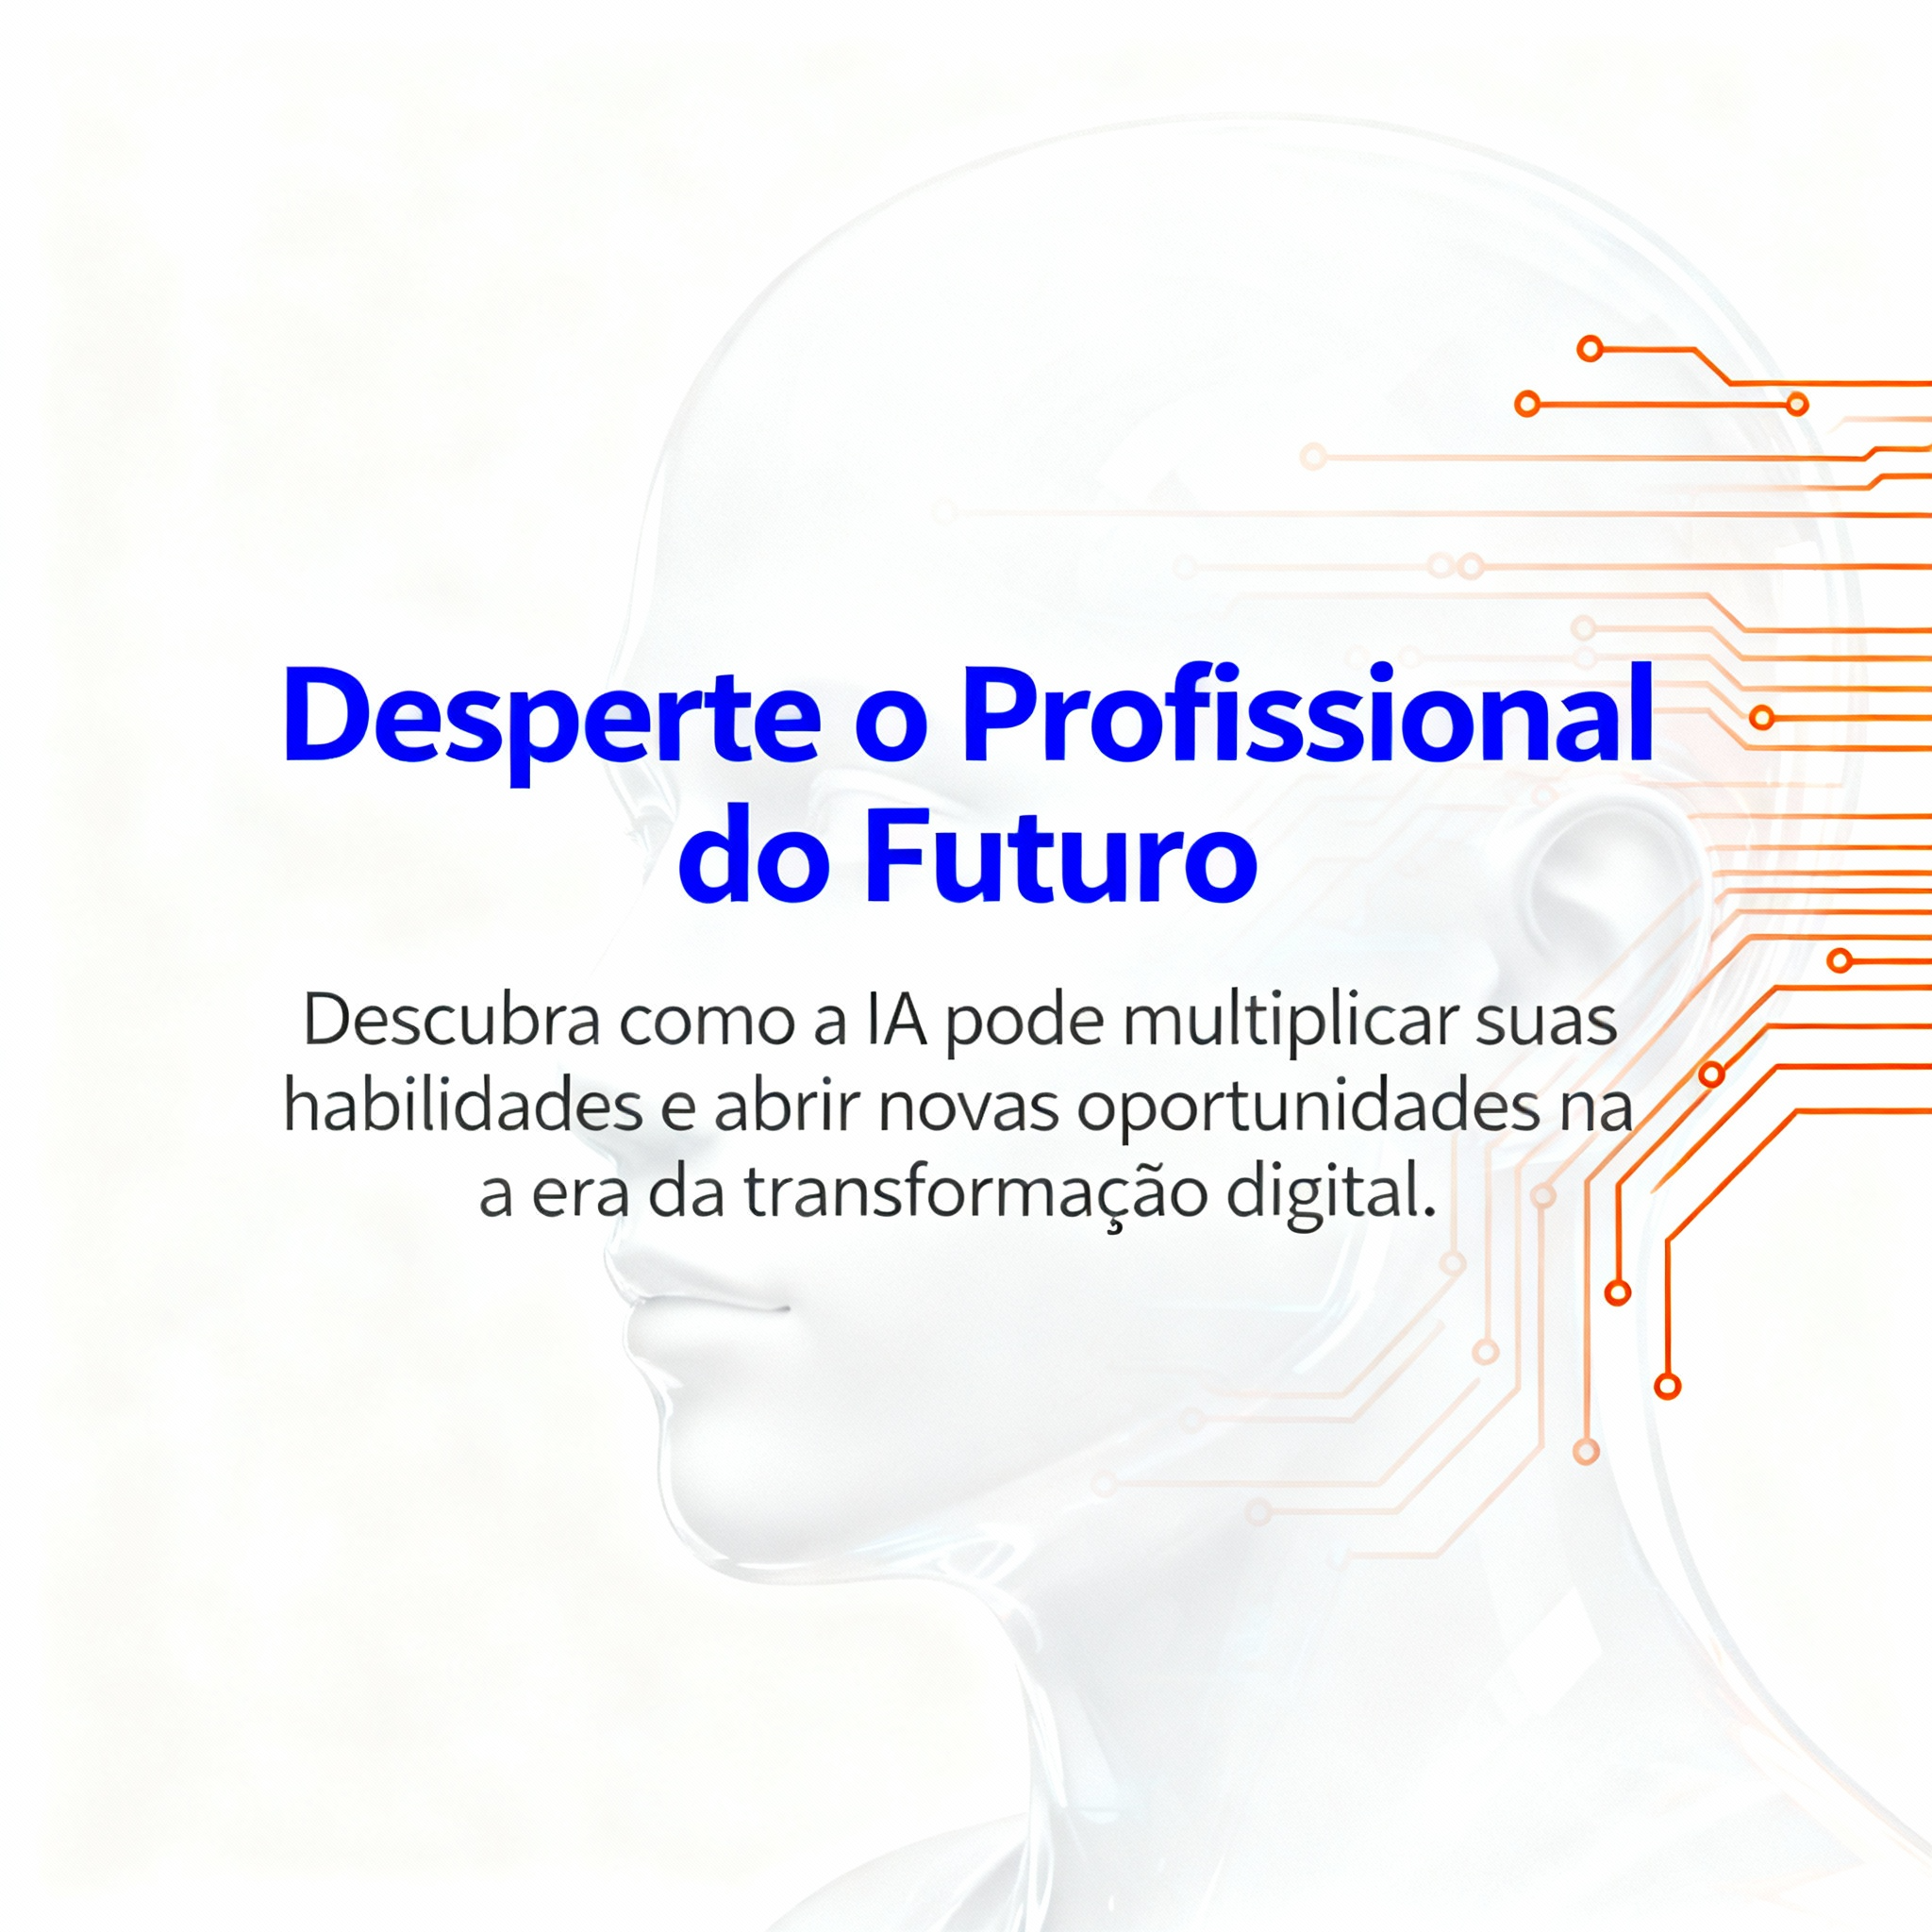 Desperte o Profissional
do Futuro
Descubra como a IA pode multiplicar suas
habilidades e abrir novas oportunidades na
a era da transformação digital.